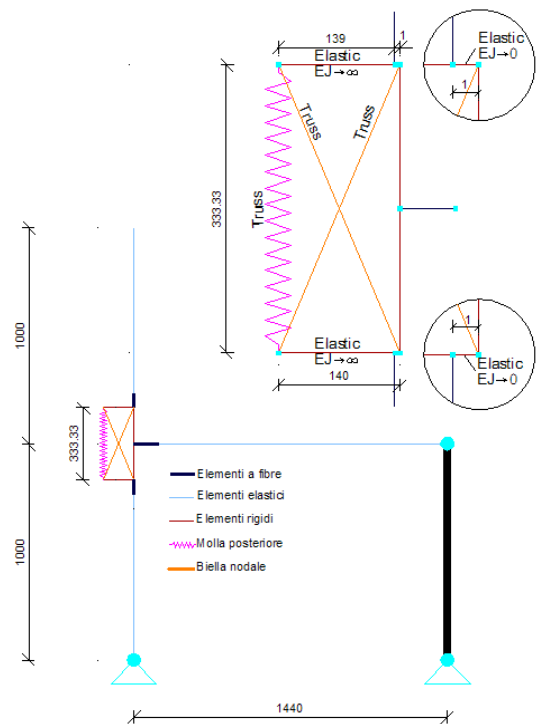 139
1
Elastic
EJ→∞
Elastic
EJ→0
1
Truss
Truss
Truss
333.33
1
Elastic
EJ→∞
Elastic
EJ→0
140
1000
333.33
1000
Elementi a fibre
Elementi elastici
Elementi rigidi
Molla posteriore
Biella nodale
1440